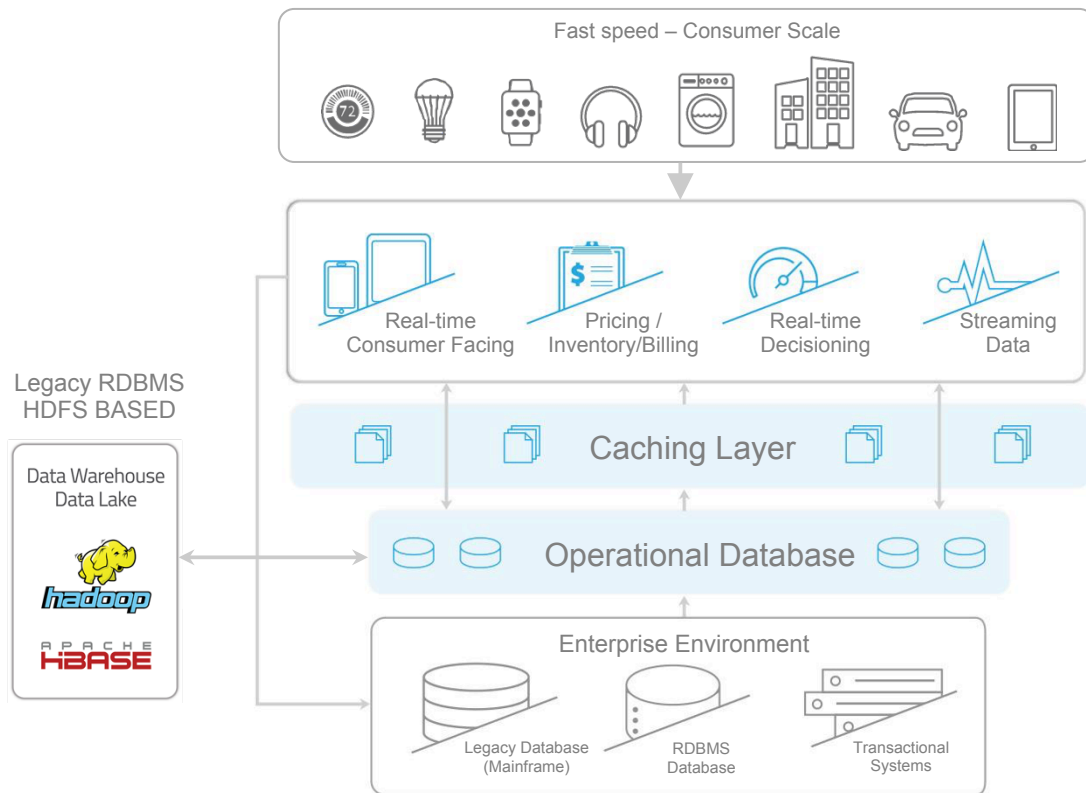 Fast speed – Consumer Scale
72
$
Real-time
Consumer Facing
Pricing /
Inventory/Billing
Real-time
Decisioning
Streaming
Data
Legacy RDBMS
HDFS BASED
Caching Layer
Data Warehouse
Data Lake
hadoop
APACHE
HBASE
Operational Database
Enterprise Environment
Legacy Database
(Mainframe)
RDBMS
Database
Transactional
Systems